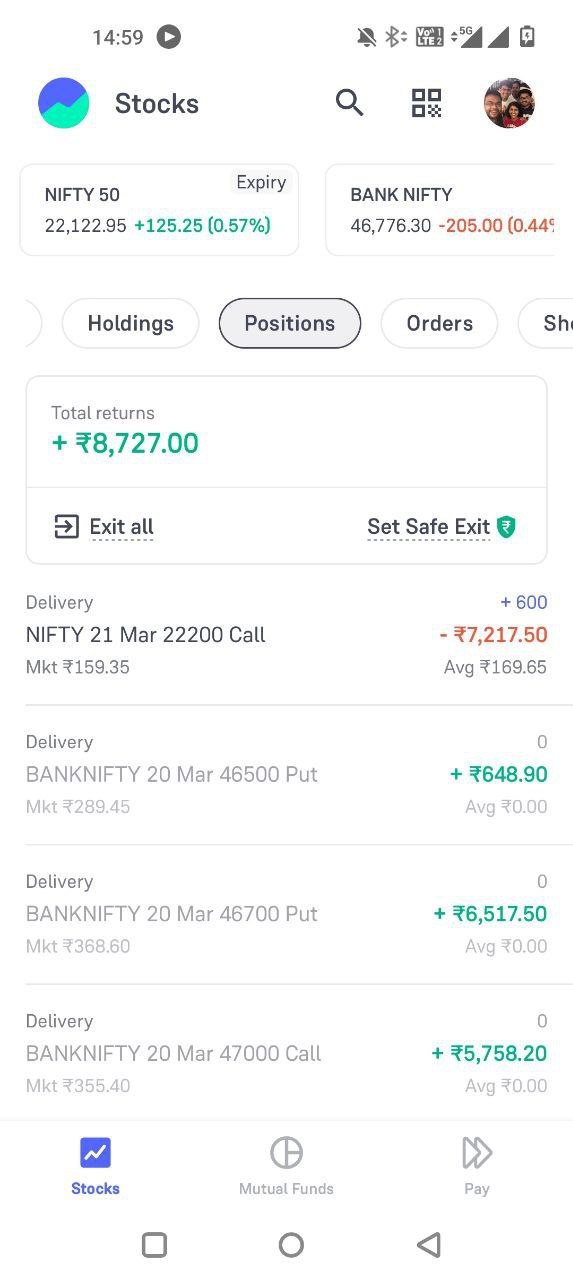 14:59
Vo) 1
LTE 2
5G
Stocks
NIFTY 50
Expiry
22,122.95 +125.25 (0.57%)
BANK NIFTY
46,776.30 -205.00 (0.44%
Holdings
Positions
Orders
She
Total returns
+ ₹8,727.00
Exit all
Set Safe Exit
Delivery
+ 600
NIFTY 21 Mar 22200 Call
- ₹7,217.50
Mkt ₹159.35
Avg ₹169.65
Delivery
0
BANKNIFTY 20 Mar 46500 Put
+ ₹648.90
Mkt ₹289.45
Avg ₹0.00
Delivery
0
BANKNIFTY 20 Mar 46700 Put
+ ₹6,517.50
Mkt ₹368.60
Avg ₹0.00
Delivery
0
BANKNIFTY 20 Mar 47000 Call
+ ₹5,758.20
Mkt ₹355.40
Avg ₹0.00
Stocks
Mutual Funds
Pay